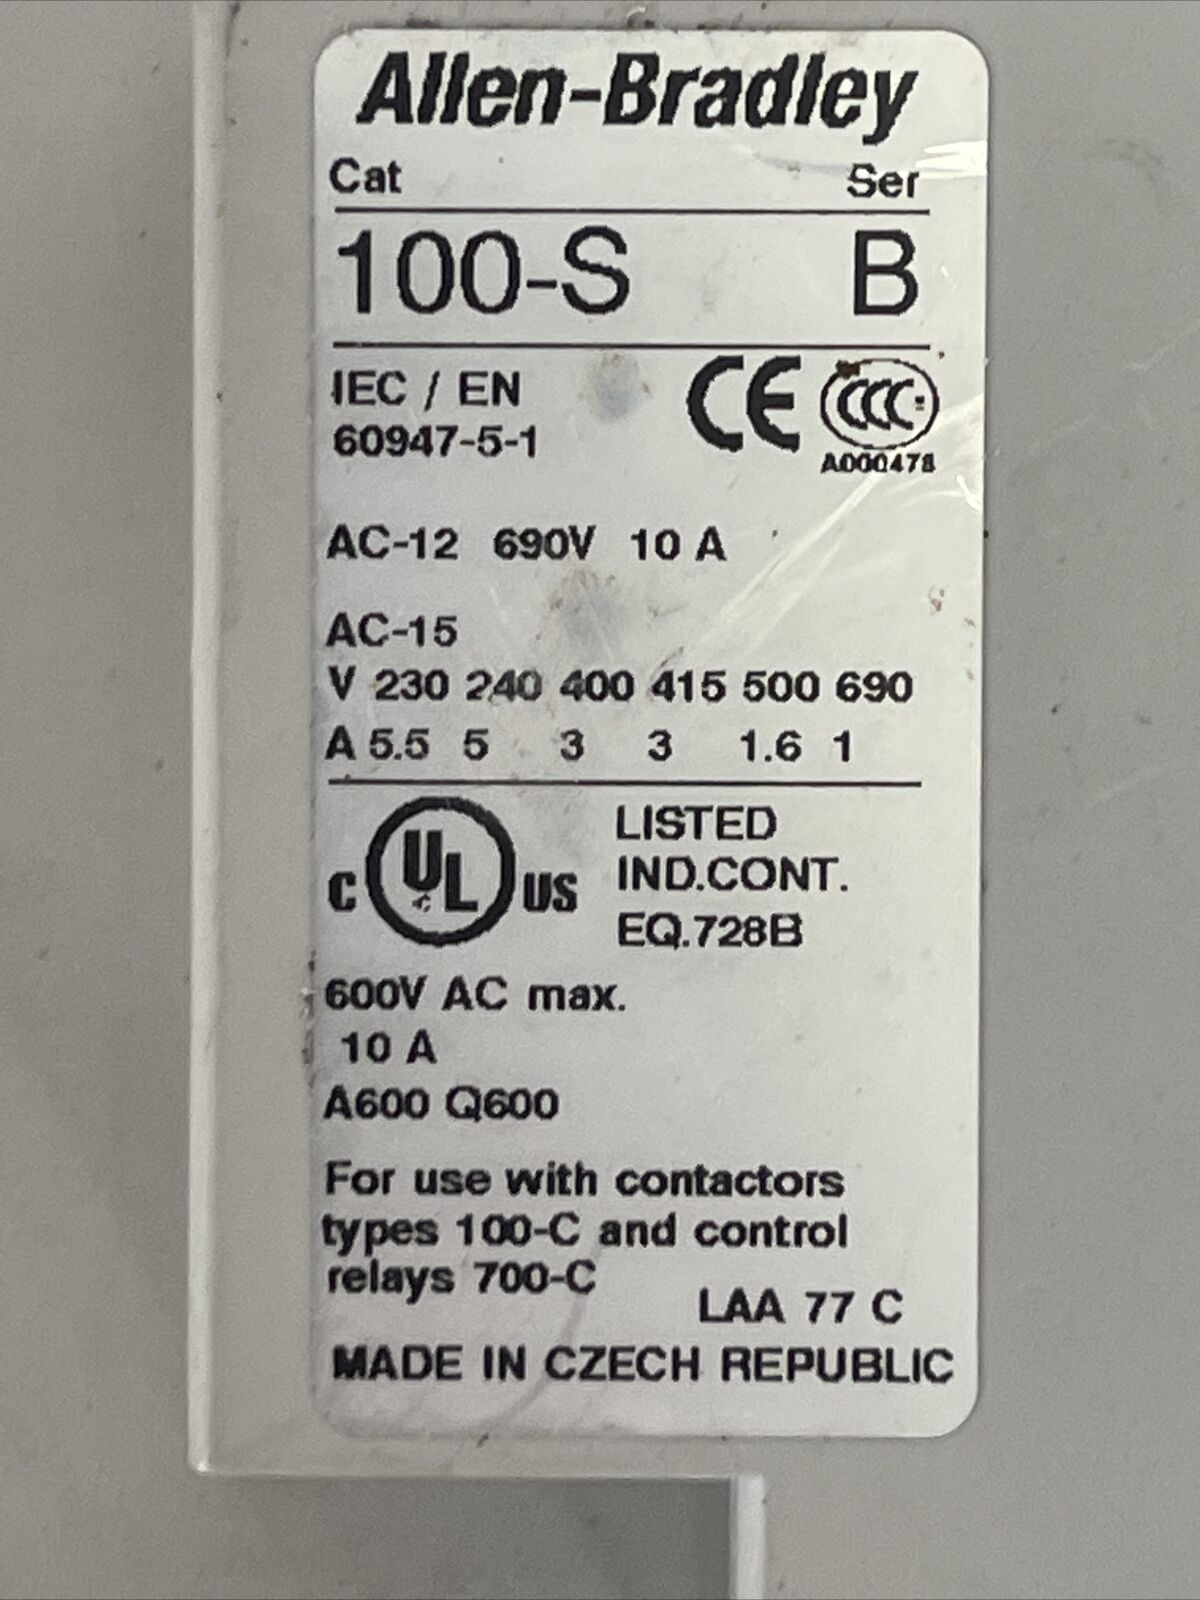 Allen-Bradley
Cat Ser
100-S B
IEC / EN
60947-5-1
CE CCC
A000478
AC-12 690V 10 A
AC-15
V 230 240 400 415 500 690
A 5.5 5 3 3 1.6 1
C UL US LISTED
IND.CONT.
EQ.728B
600V AC max.
10 A
A600 Q600
For use with contactors
types 100-C and control
relays 700-C
LAA 77 C
MADE IN CZECH REPUBLIC